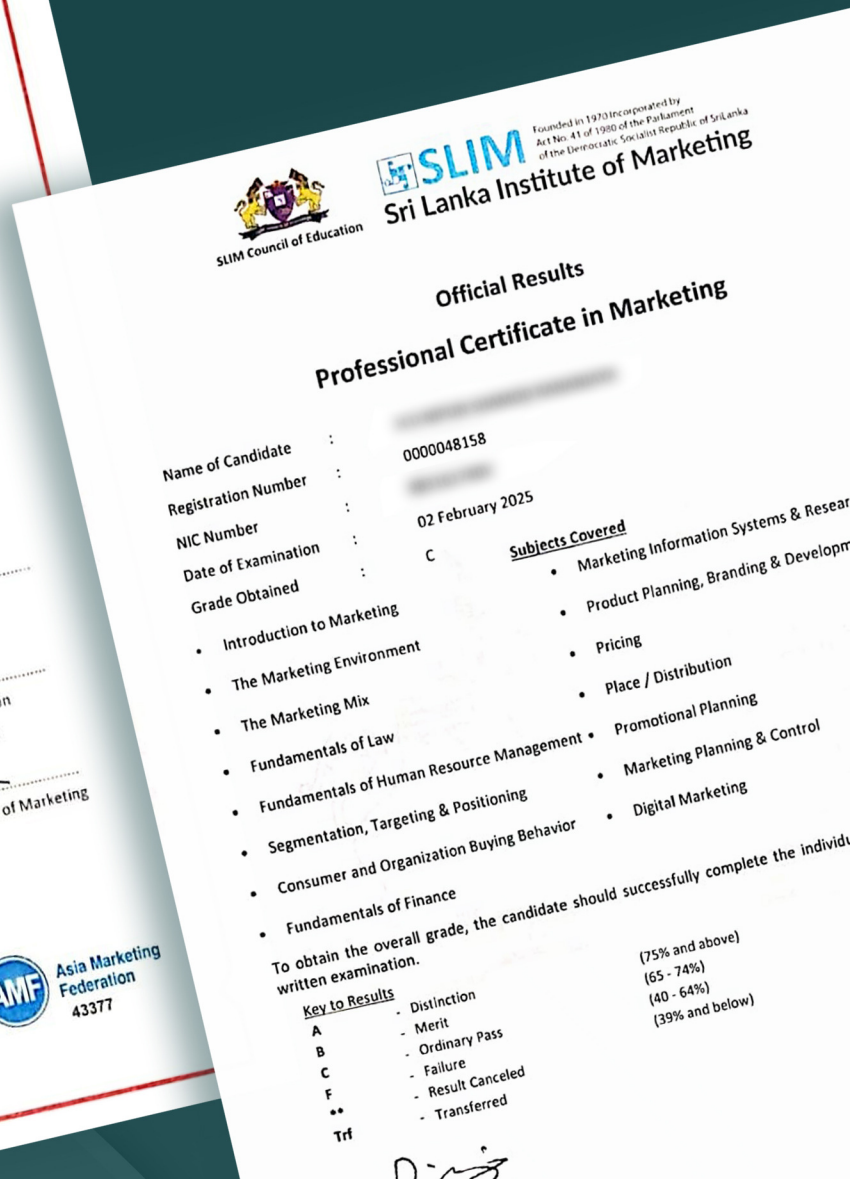 Founded in 1970 Incorporated by
Act No. 41 of 1980 of the Parliament
of the Democratic Socialist Republic of SriLanka
SLIM
Sri Lanka Institute of Marketing
SLIM Council of Education
Official Results
Professional Certificate in Marketing
Name of Candidate :
Registration Number : 0000048158
NIC Number :
Date of Examination : 02 February 2025
Grade Obtained : C
Subjects Covered
• Introduction to Marketing
• The Marketing Environment
• The Marketing Mix
• Fundamentals of Law
• Fundamentals of Human Resource Management
• Segmentation, Targeting & Positioning
• Consumer and Organization Buying Behavior
• Fundamentals of Finance
• Marketing Information Systems & Resear
• Product Planning, Branding & Developm
• Pricing
• Place / Distribution
• Promotional Planning
• Marketing Planning & Control
• Digital Marketing
To obtain the overall grade, the candidate should successfully complete the individu
written examination.
Key to Results
A - Distinction (75% and above)
B - Merit (65 - 74%)
C - Ordinary Pass (40 - 64%)
F - Failure (39% and below)
** - Result Canceled
Trf - Transferred
n
of Marketing
AMF
Asia Marketing
Federation
43377